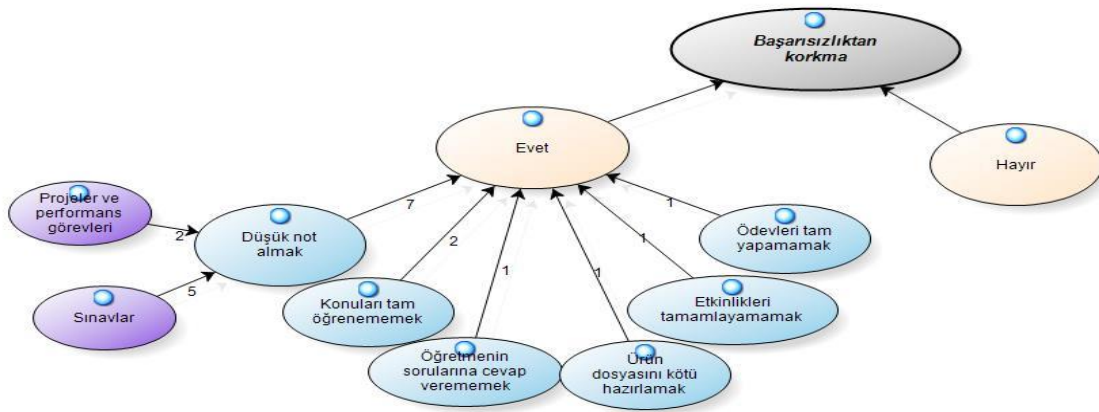 Başarısızlıktan
korkma
Evet
Hayır
Projeler ve
performans
görevleri
2
Düşük not
almak
7
Sınavlar
5
Konuları tam
öğrenememek
2
Öğretmenin
sorularına cevap
verememek
1
Ürün
dosyasını kötü
hazırlamak
1
Etkinlikleri
tamamlayamamak
1
Ödevleri tam
yapamamak
1